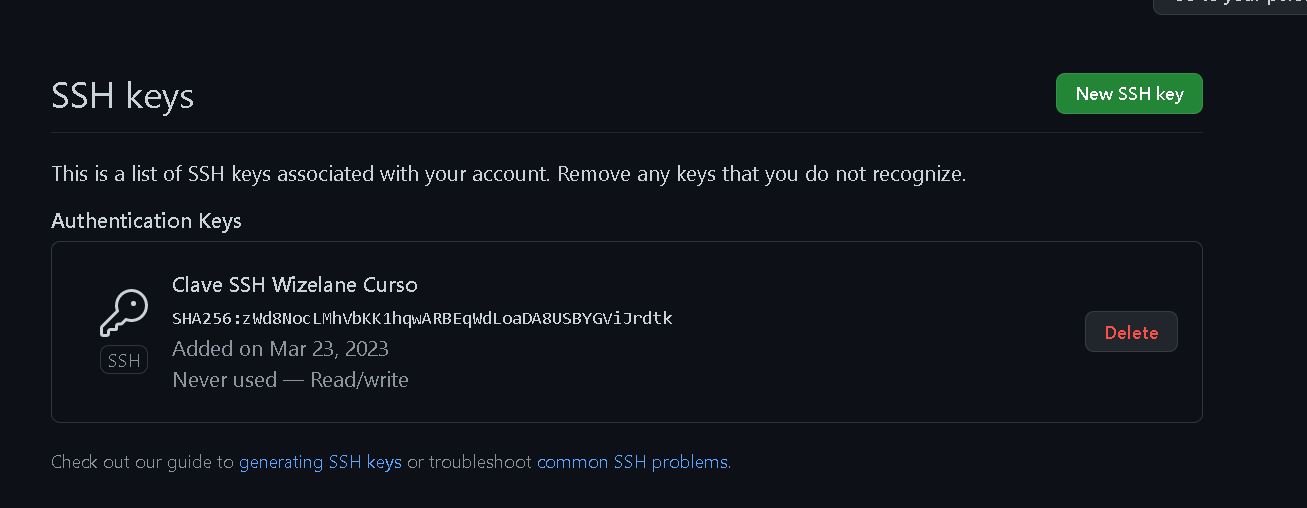 SSH keys
New SSH key
This is a list of SSH keys associated with your account. Remove any keys that you do not recognize.
Authentication Keys
Clave SSH Wizelane Curso
SHA256:zWd8NocLMhVbKK1hqwARBEqWdLoaDA8USBYGViJrdtk
Added on Mar 23, 2023
Never used — Read/write
SSH
Delete
Check out our guide to generating SSH keys or troubleshoot common SSH problems.